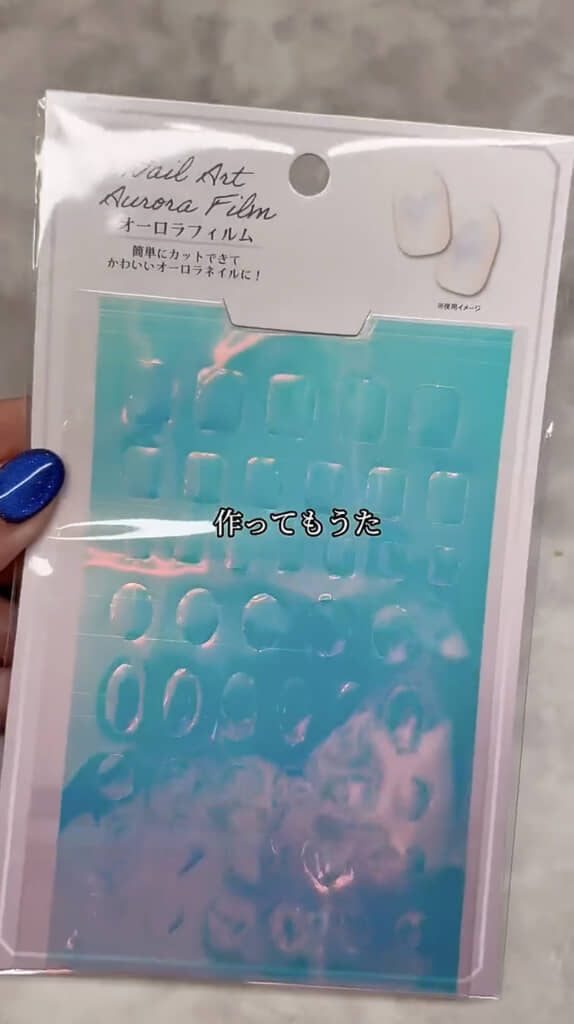 Nail Art
Aurora Film
オーロラフィルム
簡単にカットできて
かわいいオーロラネイルに!
※使用イメージ
作ってもうた